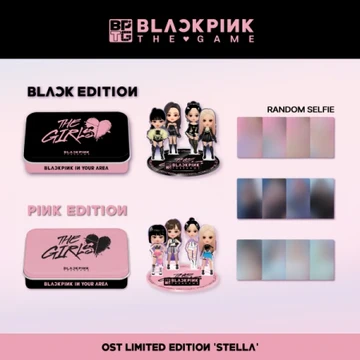 BPTG BLACKPINK
THE GAME
BLACK EDITION
RANDOM SELFIE
THE GIRLS
BLACKPINK
BLACKPINK IN YOUR AREA
PINK EDITION
THE GIRLS
BLACKPINK
BLACKPINK IN YOUR AREA
OST LIMITED EDITION 'STELLA'